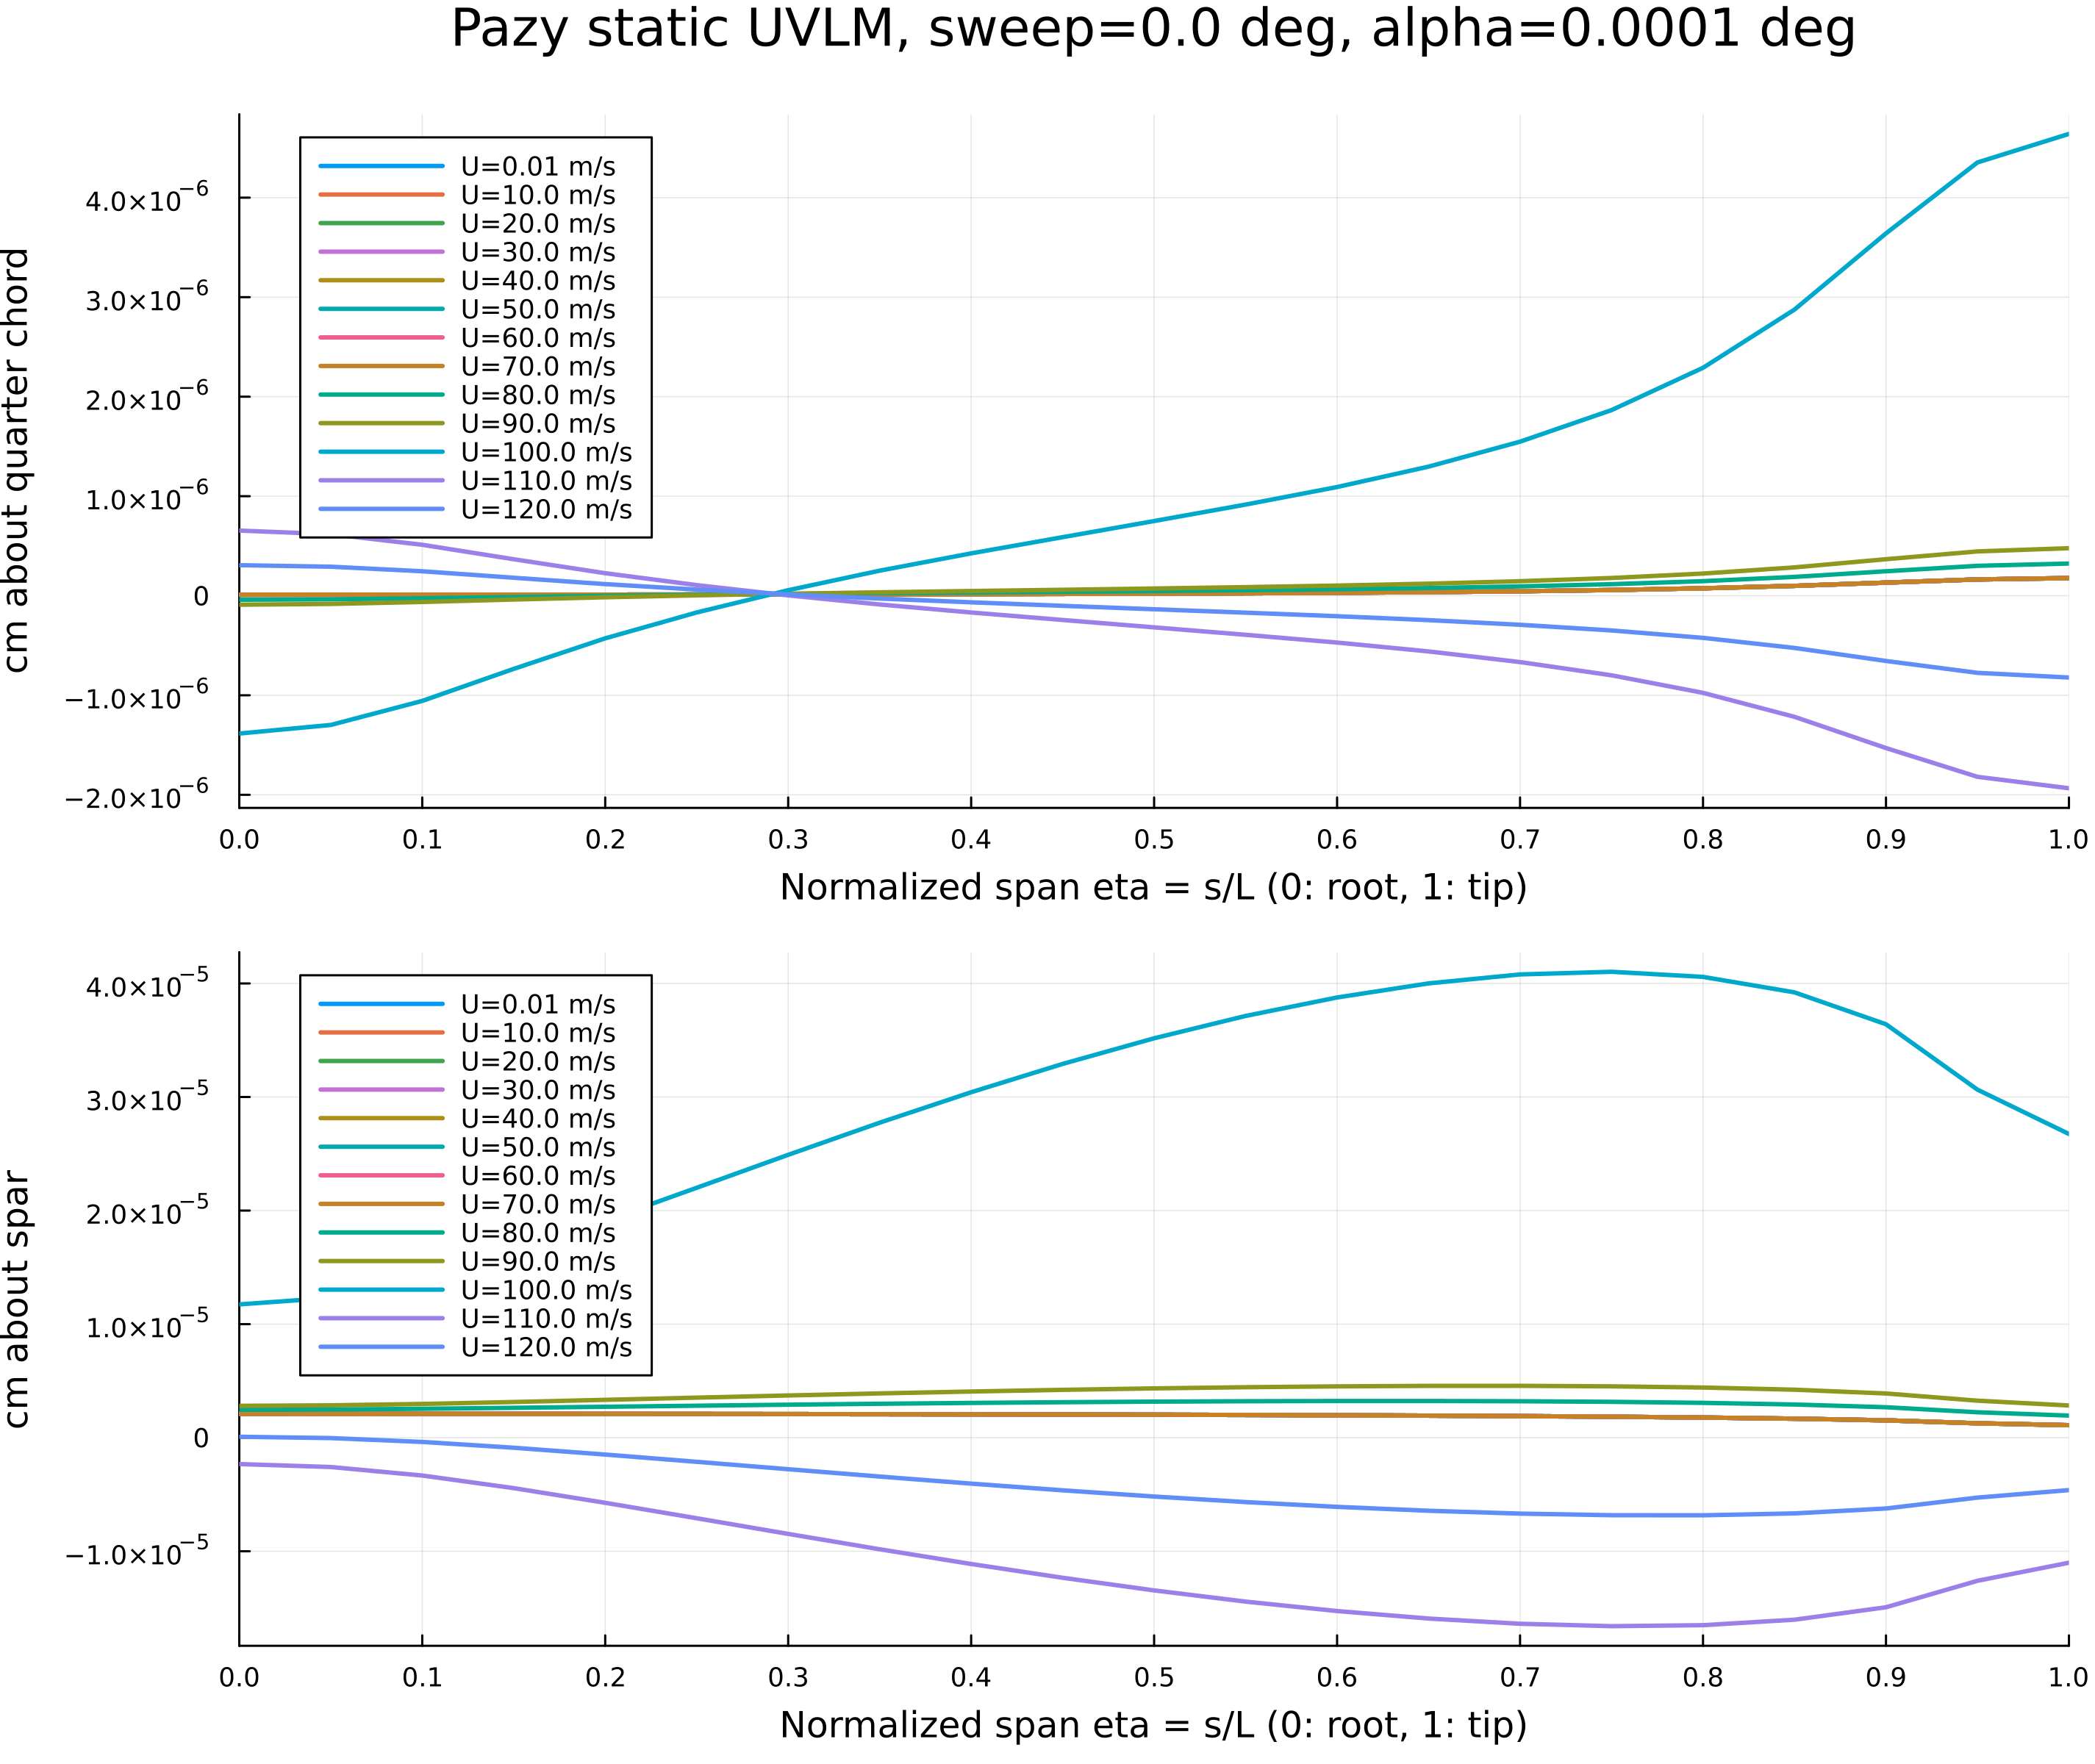 Pazy static UVLM, sweep=0.0 deg, alpha=0.0001 deg
cm about quarter chord
4.0×10⁻⁶
3.0×10⁻⁶
2.0×10⁻⁶
1.0×10⁻⁶
0
−1.0×10⁻⁶
−2.0×10⁻⁶
U=0.01 m/s
U=10.0 m/s
U=20.0 m/s
U=30.0 m/s
U=40.0 m/s
U=50.0 m/s
U=60.0 m/s
U=70.0 m/s
U=80.0 m/s
U=90.0 m/s
U=100.0 m/s
U=110.0 m/s
U=120.0 m/s
0.0 0.1 0.2 0.3 0.4 0.5 0.6 0.7 0.8 0.9 1.0
Normalized span eta = s/L (0: root, 1: tip)
cm about spar
4.0×10⁻⁵
3.0×10⁻⁵
2.0×10⁻⁵
1.0×10⁻⁵
0
−1.0×10⁻⁵
U=0.01 m/s
U=10.0 m/s
U=20.0 m/s
U=30.0 m/s
U=40.0 m/s
U=50.0 m/s
U=60.0 m/s
U=70.0 m/s
U=80.0 m/s
U=90.0 m/s
U=100.0 m/s
U=110.0 m/s
U=120.0 m/s
0.0 0.1 0.2 0.3 0.4 0.5 0.6 0.7 0.8 0.9 1.0
Normalized span eta = s/L (0: root, 1: tip)